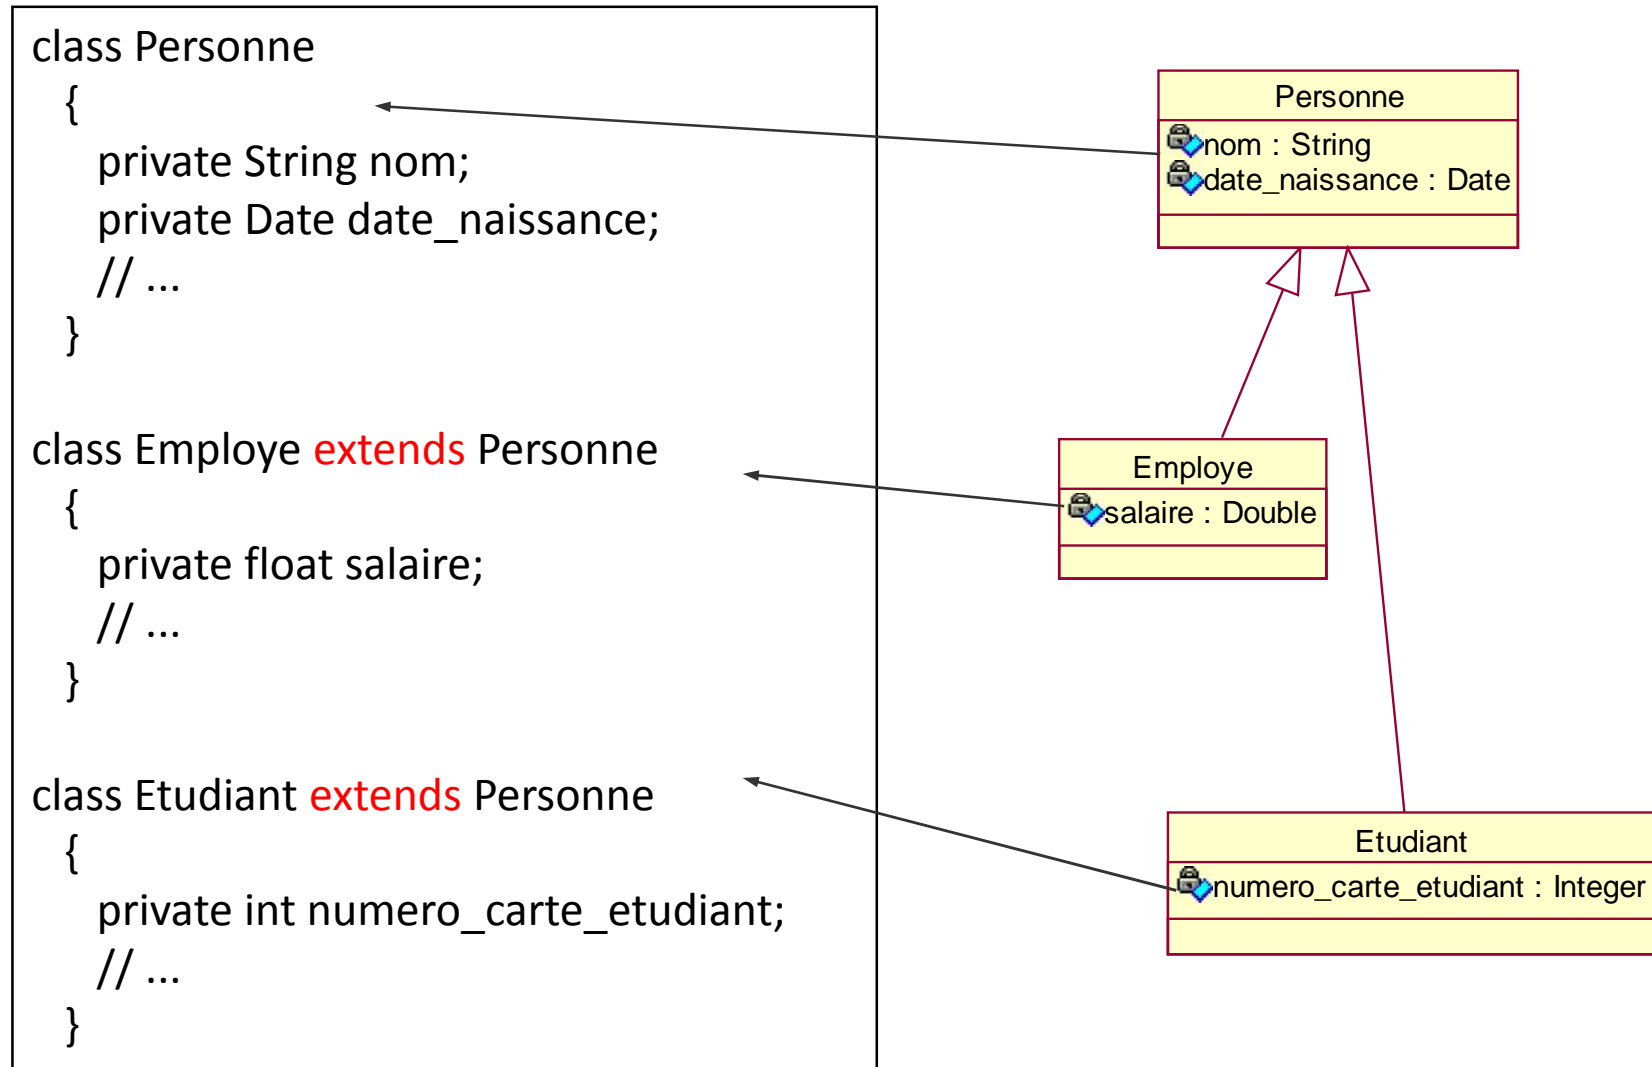 class Personne
{
private String nom;
private Date date_naissance;
// ...
}
class Employe extends Personne
{
private float salaire;
// ...
}
class Etudiant extends Personne
{
private int numero_carte_etudiant;
// ...
}
Personne
nom : String
date_naissance : Date
Employe
salaire : Double
Etudiant
numero_carte_etudiant : Integer